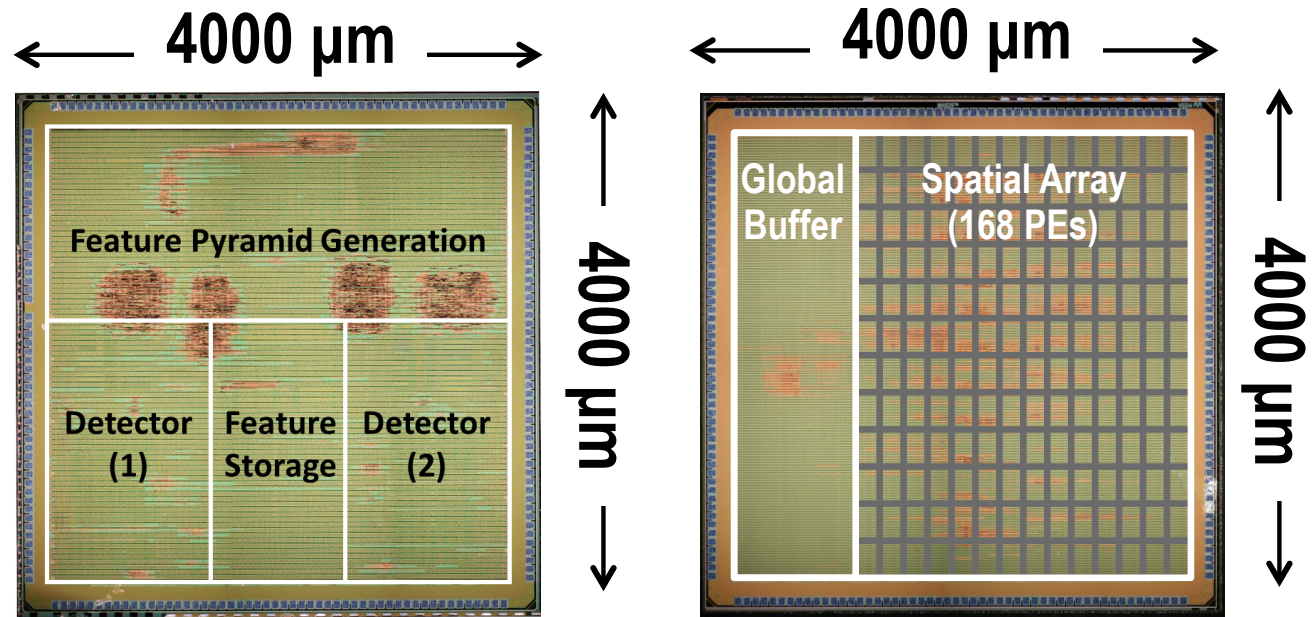 4000 μm
4000 μm
Feature Pyramid Generation
Detector
(1)
Feature
Storage
Detector
(2)
4000 μm
Global
Buffer
Spatial Array
(168 PEs)
4000 μm